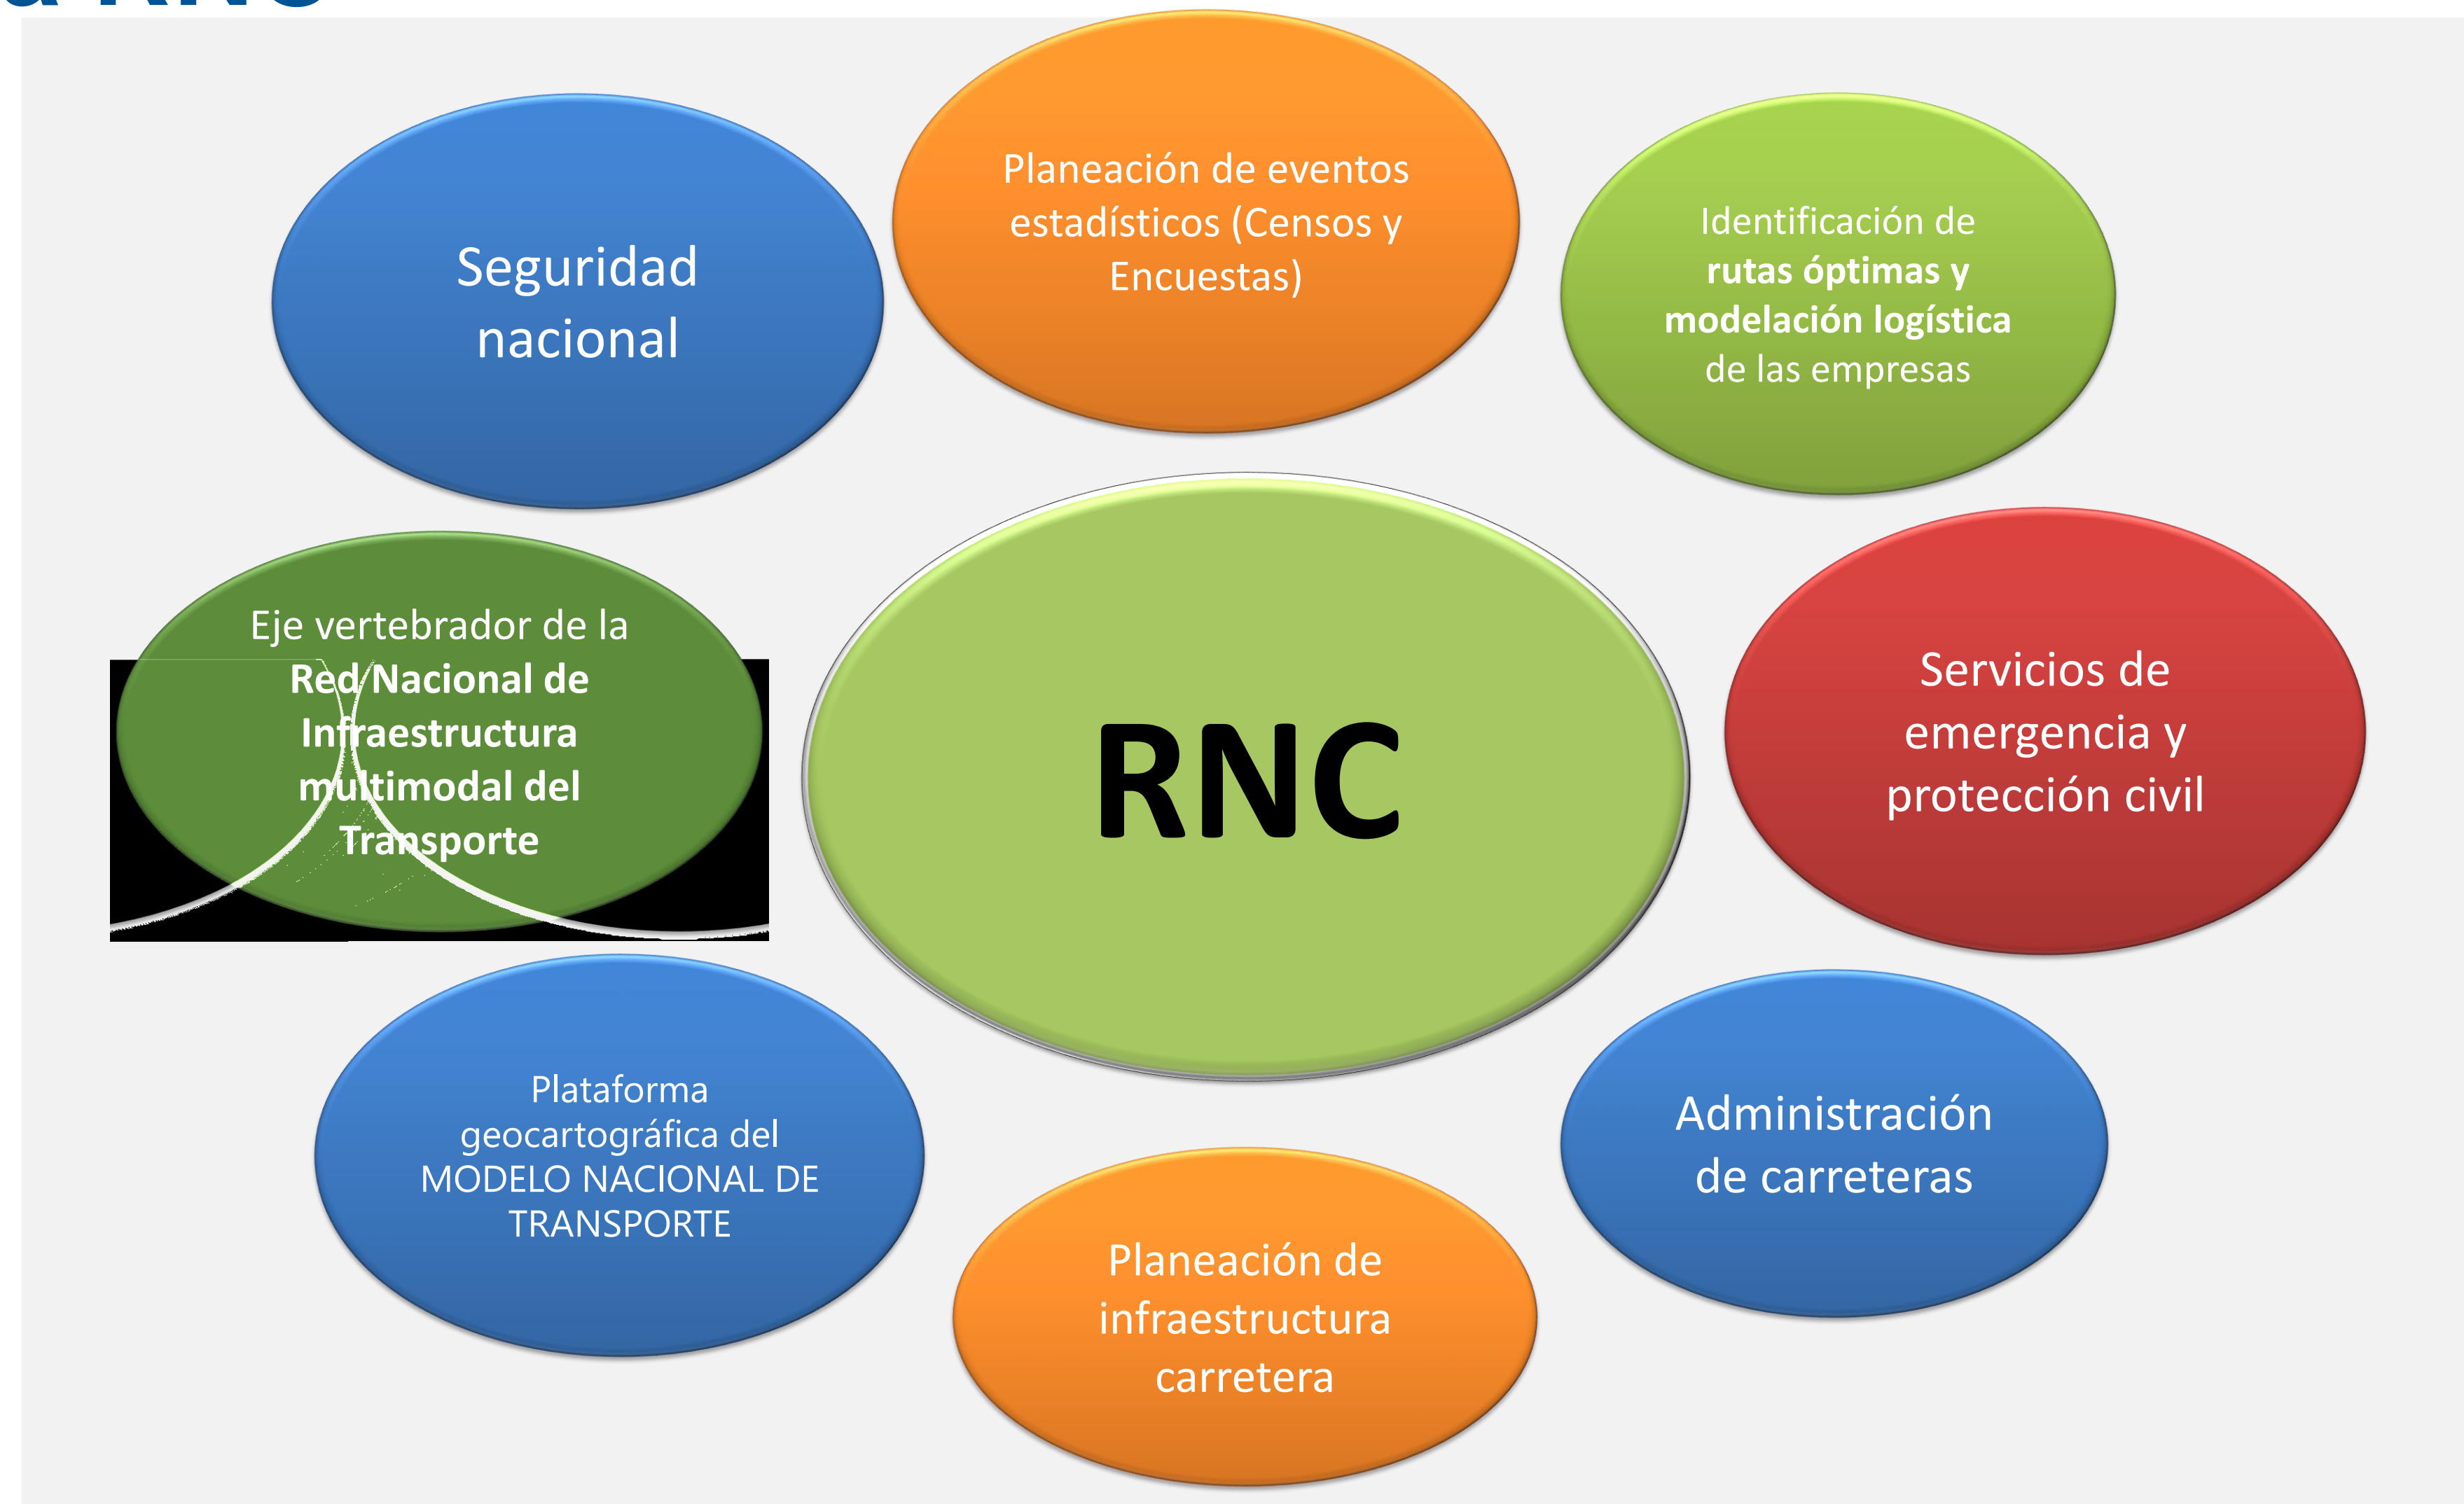 a RNC
Planeación de eventos
estadísticos (Censos y
Encuestas)
Seguridad
nacional
Identificación de
rutas óptimas y
modelación logística
de las empresas
Eje vertebrador de la
Red Nacional de
Infraestructura
multimodal del
Transporte
RNC
Servicios de
emergencia y
protección civil
Plataforma
geocartográfica del
MODELO NACIONAL DE
TRANSPORTE
Administración
de carreteras
Planeación de
infraestructura
carretera